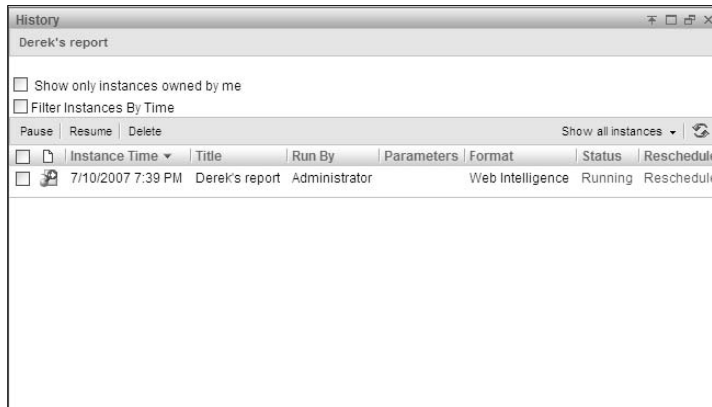 History
Derek's report
Show only instances owned by me
Filter Instances By Time
Pause Resume Delete Show all instances
Instance Time Title Run By Parameters Format Status Reschedule
7/10/2007 7:39 PM Derek's report Administrator Web Intelligence Running Reschedule